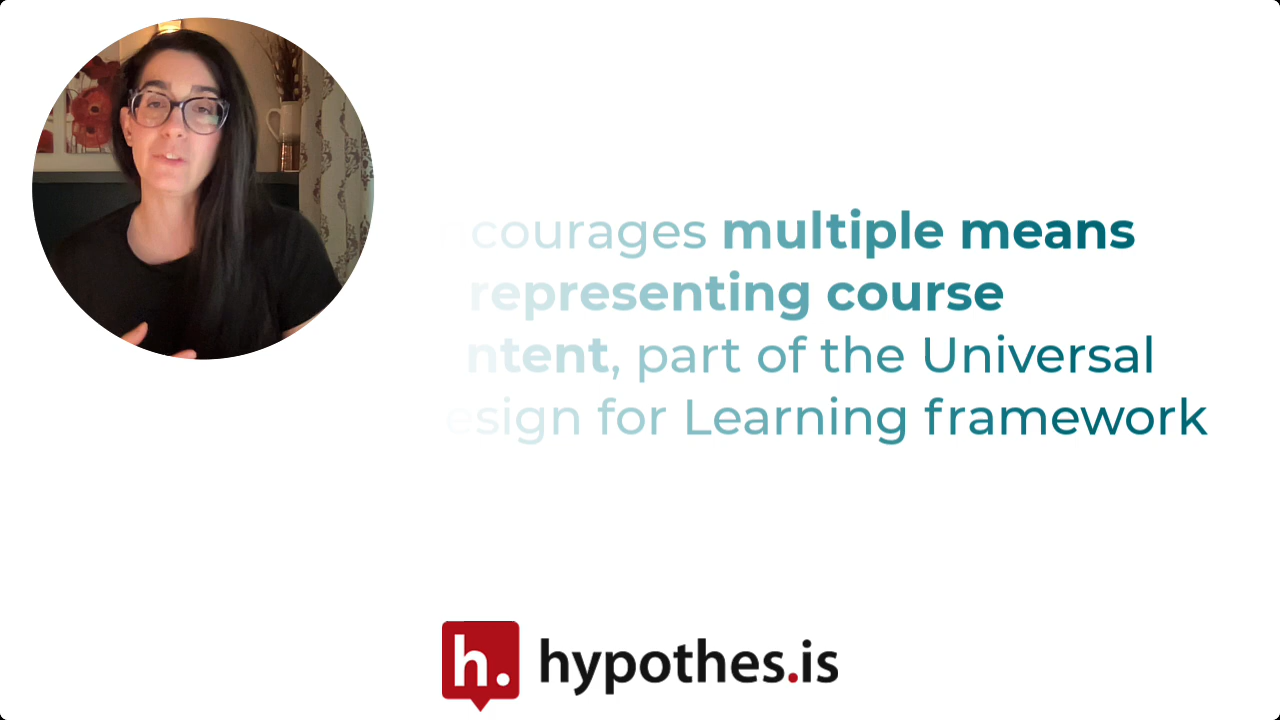 courages multiple means
representing course
ntent, part of the Universal
esign for Learning framework
h. hypothes.is